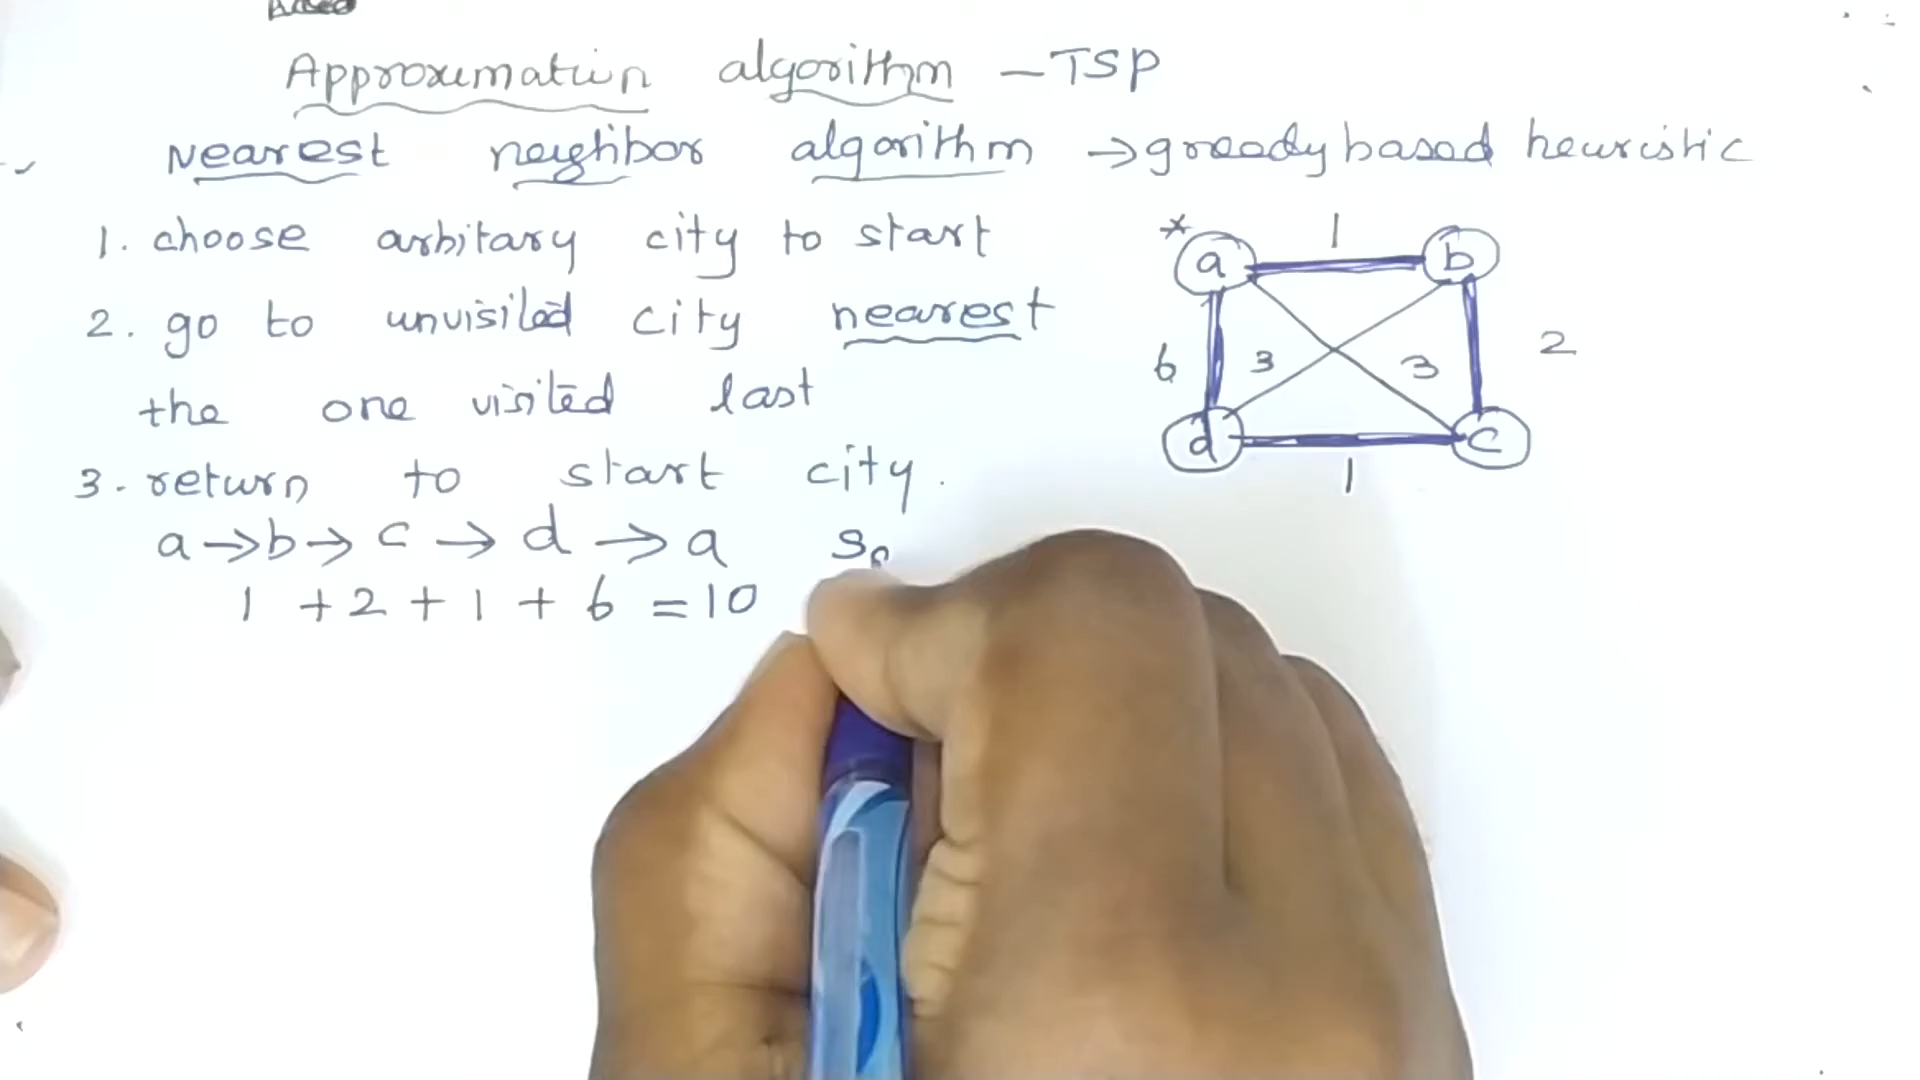 Approximation algorithm – TSP
Nearest neighbor algorithm → greedy based heuristic
1. choose arbitary city to start
2. go to unvisited city nearest
the one visited last
3. return to start city.
a → b → c → d → a
1 + 2 + 1 + 6 = 10
* a 1 b
6 3 3 2
d 1 c